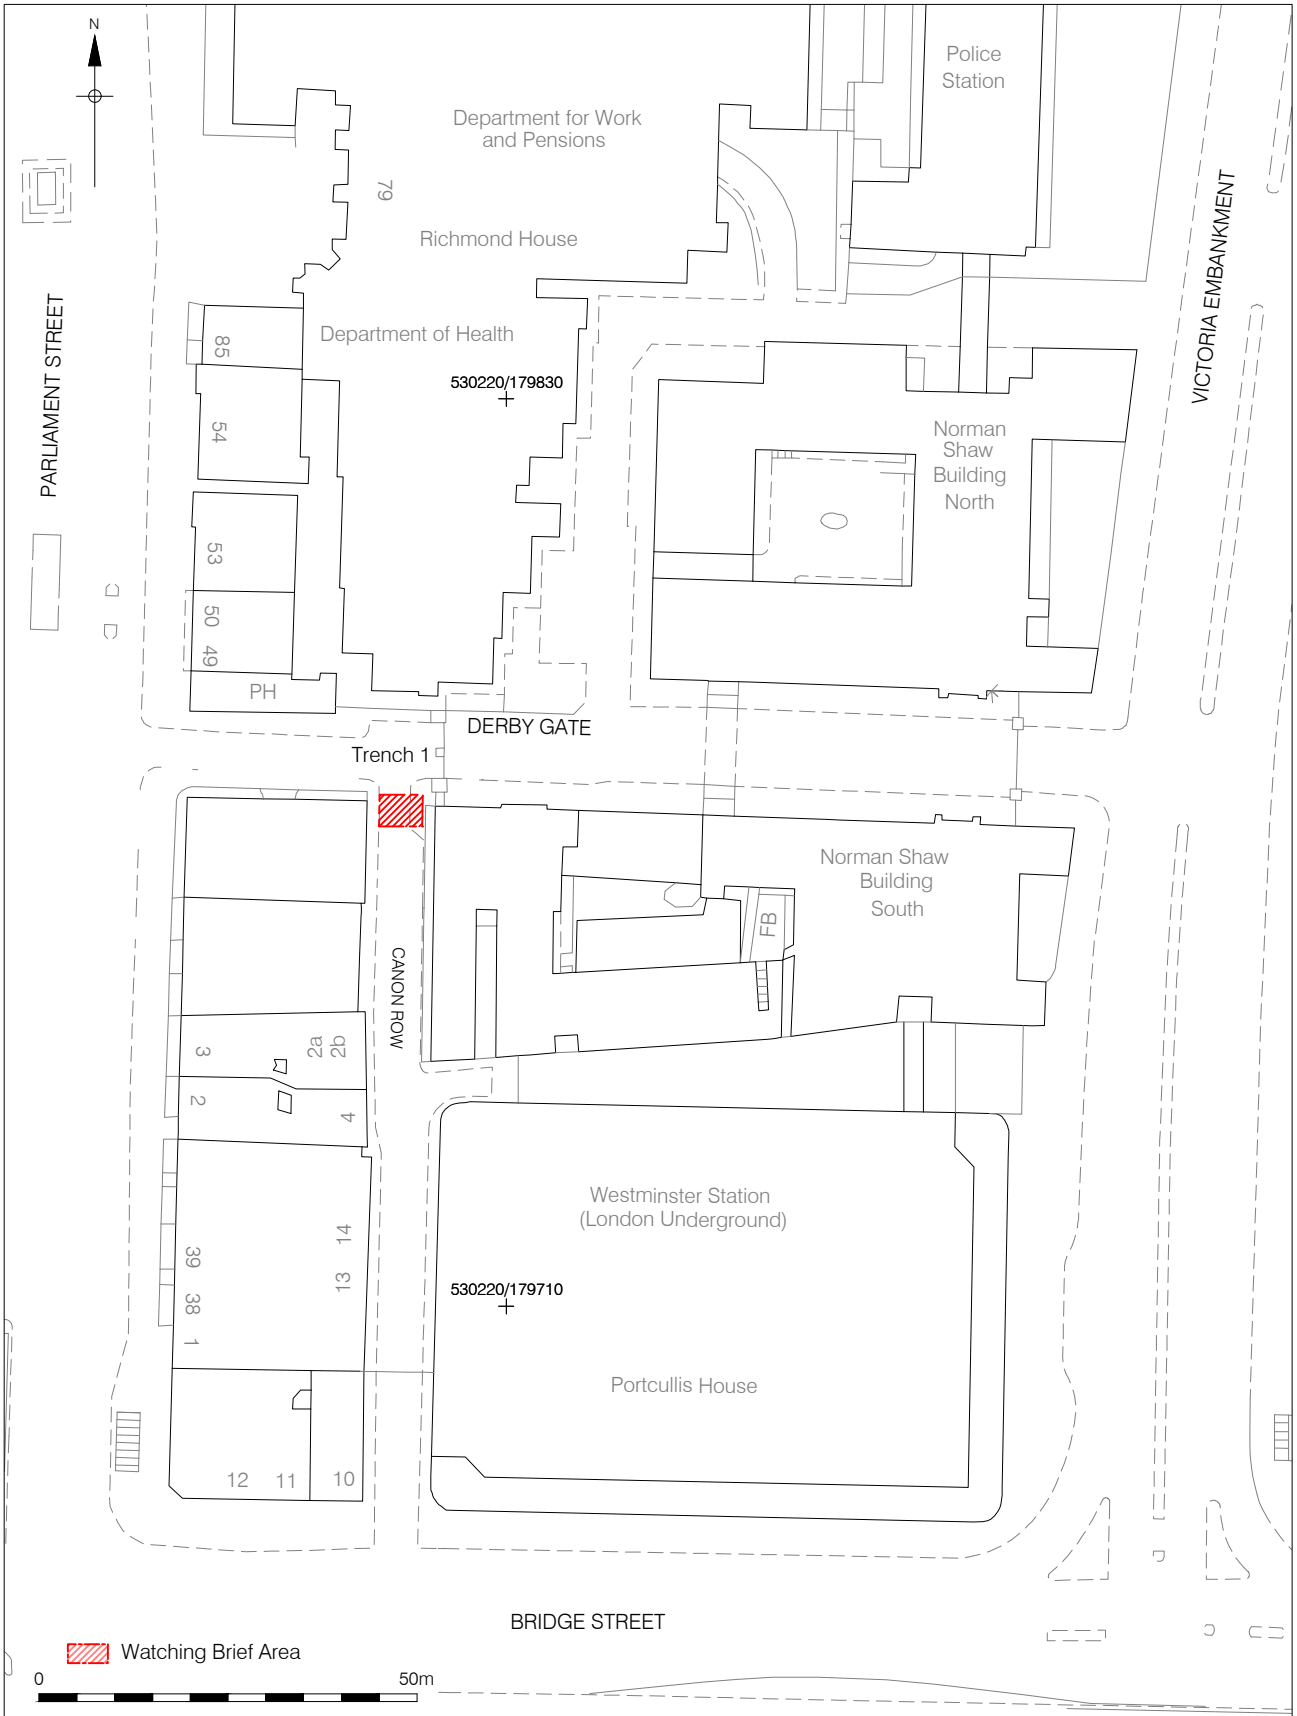 N
Police
Station
Department for Work
and Pensions
79
VICTORIA EMBANKMENT
Richmond House
PARLIAMENT STREET
85
Department of Health
530220/179830
54
Norman
Shaw
Building
North
53
50
49
PH
DERBY GATE
Trench 1
Norman Shaw
Building
South
FB
CANON ROW
3
2a
2b
2
4
Westminster Station
(London Underground)
14
39
13
38
530220/179710
1
Portcullis House
12
11
10
BRIDGE STREET
Watching Brief Area
0
50m